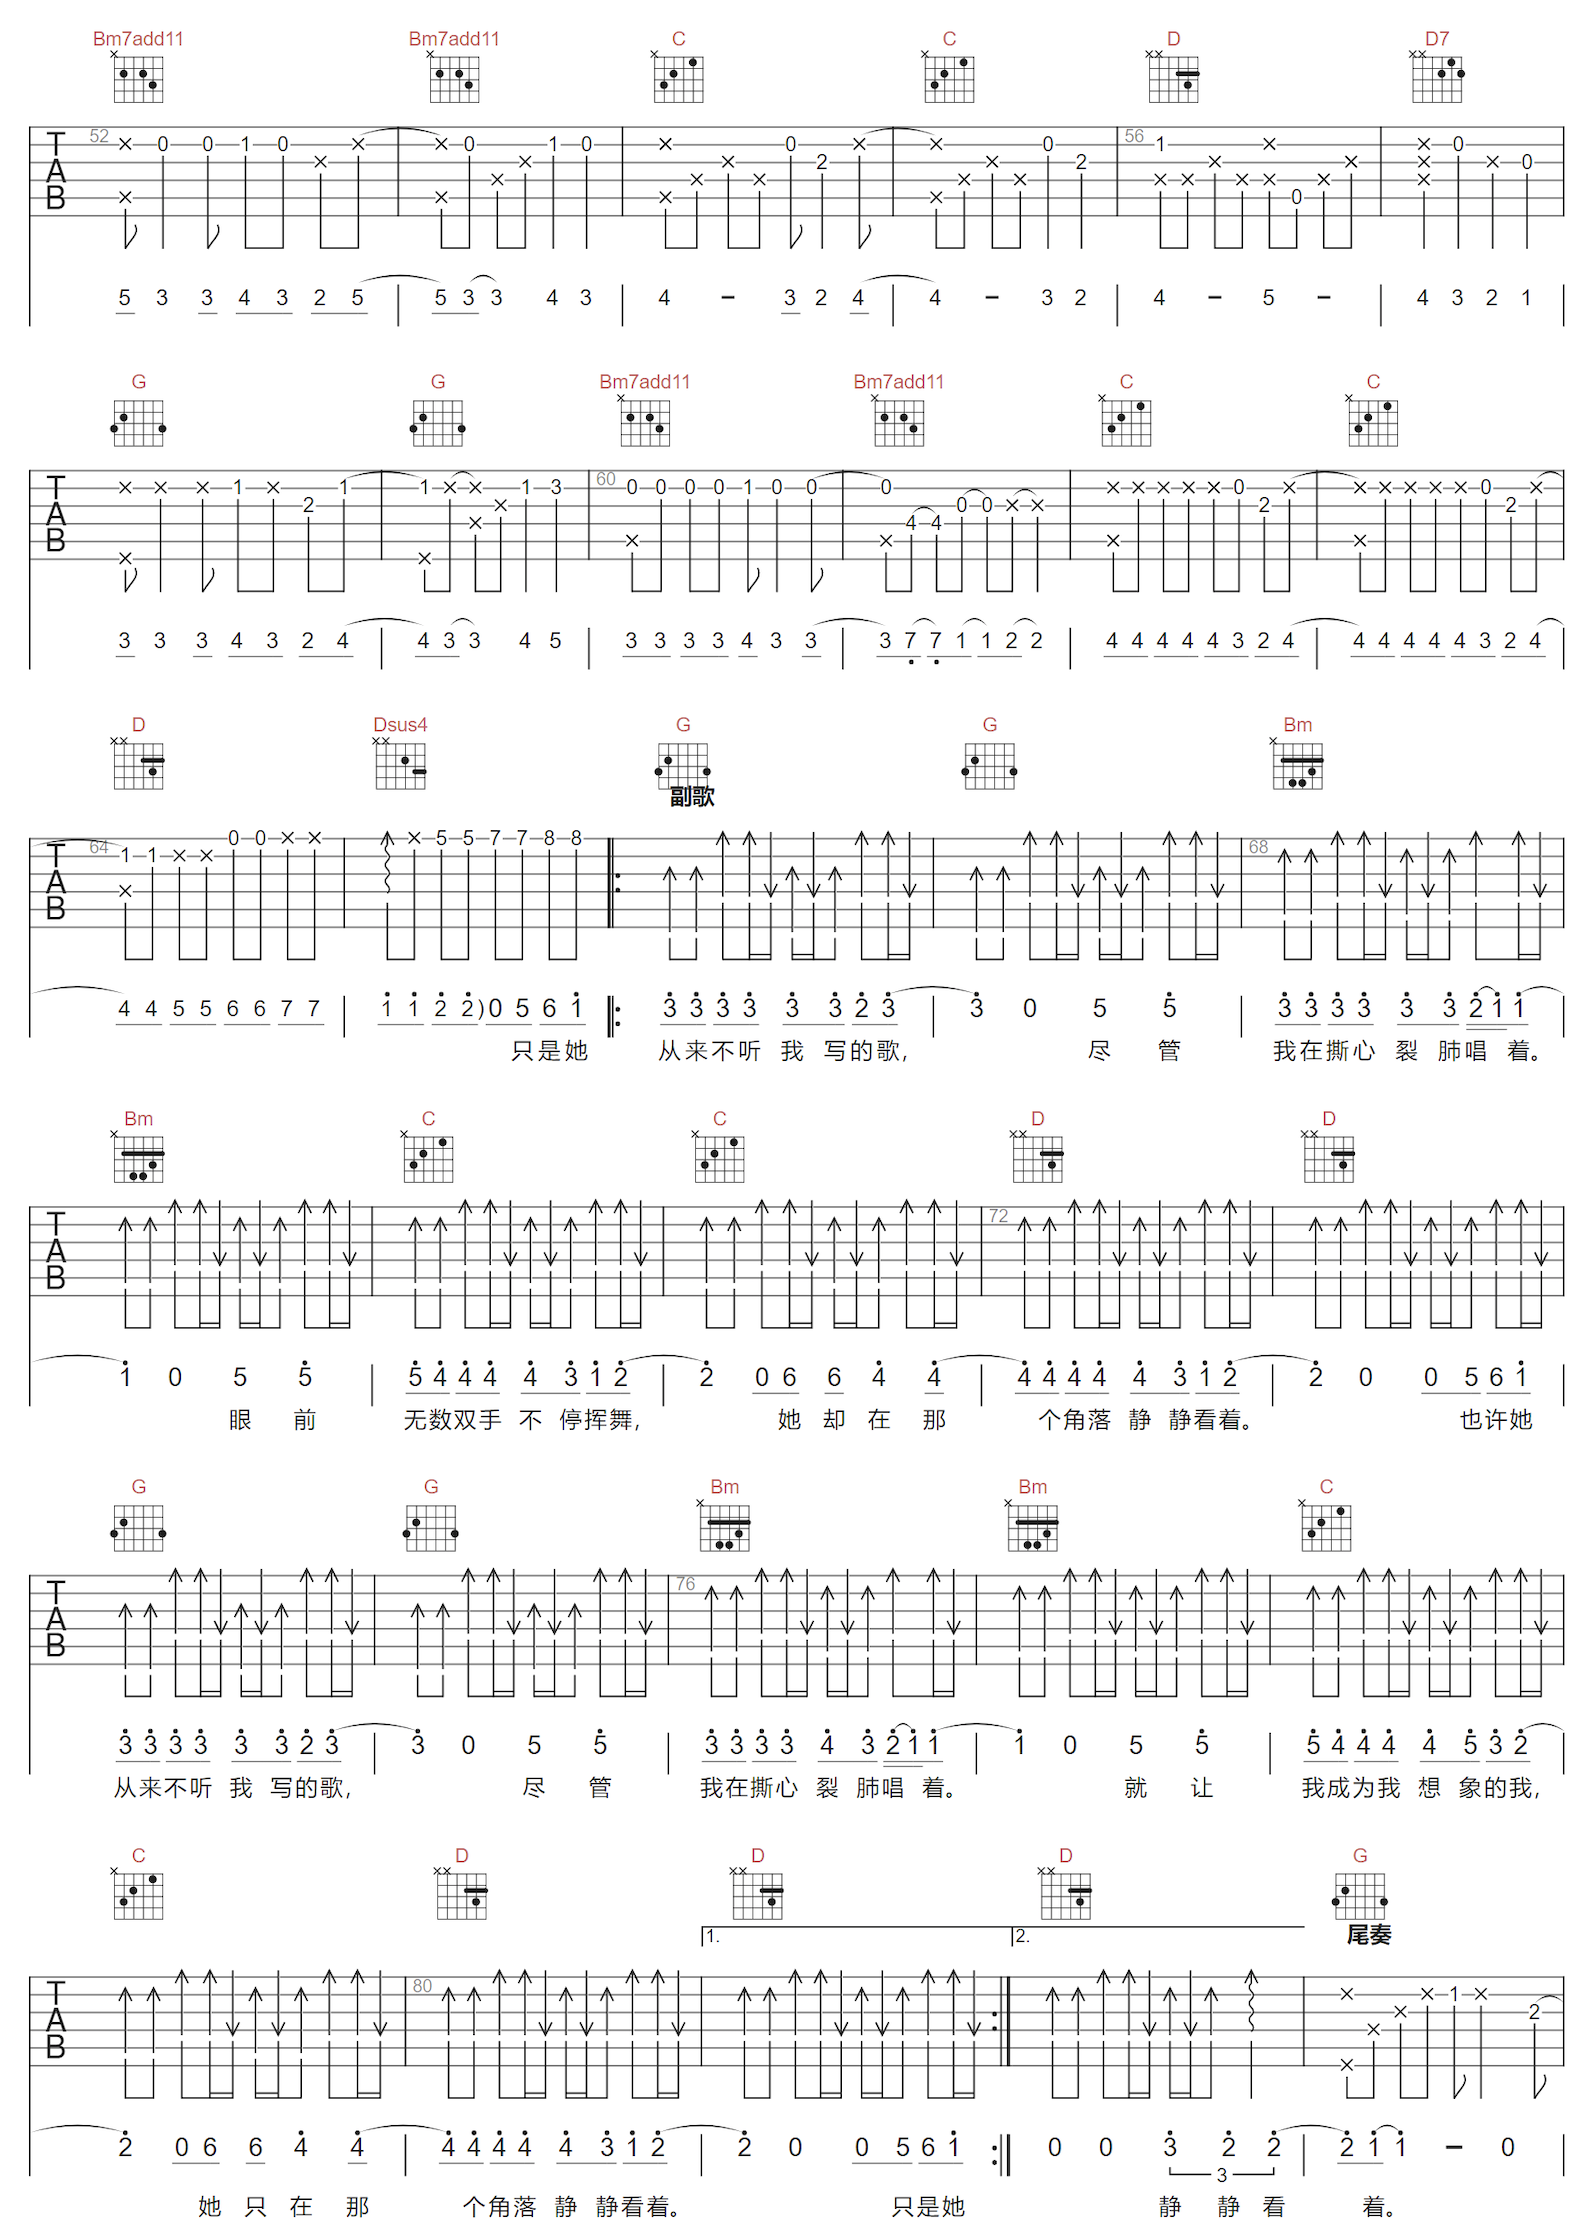 Bm7add11 Bm7add11 C C D D7
52 56
5 3 3 4 3 2 5 | 5 3 3 4 3 | 4 – 3 2 4 | 4 – 3 2 | 4 – 5 – | 4 3 2 1
G G Bm7add11 Bm7add11 C C
60
3 3 3 4 3 2 4 | 4 3 3 4 5 | 3 3 3 3 4 3 3 | 3 7 7 1 1 2 2 | 4 4 4 4 4 3 2 4 | 4 4 4 4 4 3 2 4
D Dsus4 G G Bm
副歌
64 68
4 4 5 5 6 6 7 7 | 1 1 2 2) 0 5 6 1 | 3 3 3 3 3 3 2 3 | 3 0 5 5 | 3 3 3 3 3 3 2 1 1
只是她 从来不听 我 写的歌, 尽 管 我在撕心 裂 肺唱 着。
Bm C C D D
72
1 0 5 5 | 5 4 4 4 4 3 1 2 | 2 0 6 6 4 4 | 4 4 4 4 4 3 1 2 | 2 0 0 5 6 1
眼 前 无数双手 不 停挥舞, 她 却 在 那 个角落 静 静看着。 也许她
G G Bm Bm C
76
3 3 3 3 3 3 2 3 | 3 0 5 5 | 3 3 3 3 4 3 2 1 1 | 1 0 5 5 | 5 4 4 4 4 5 3 2
从来不听 我 写的歌, 尽 管 我在撕心 裂 肺唱 着。 就 让 我成为我 想 象的我,
C D D D G
1. 2. 尾奏
80
2 0 6 6 4 4 | 4 4 4 4 4 3 1 2 | 2 0 0 5 6 1 | 0 0 3 2 2 | 2 1 1 – 0
3
她 只 在 那 个角落 静 静看着。 只是她 静 静 看 着。